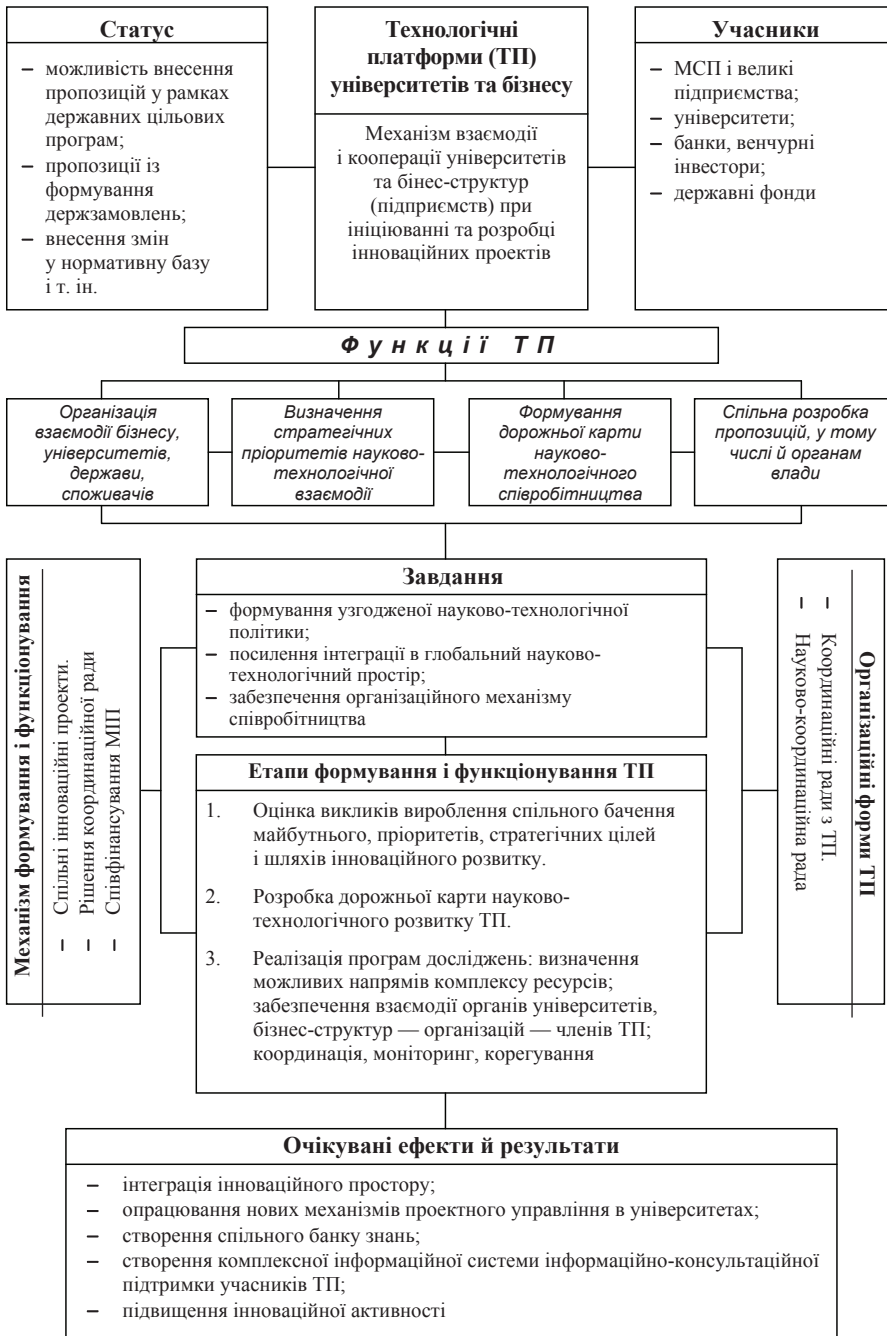 Статус
– можливість внесення
пропозицій у рамках
державних цільових
програм;
– пропозиції із
формування
держзамовлень;
– внесення змін
у нормативну базу
і т. ін.
Технологічні
платформи (ТП)
університетів та бізнесу
Механізм взаємодії
і кооперації університетів
та бінес-структур
(підприємств) при
ініціюванні та розробці
інноваційних проектів
Учасники
– МСП і великі
підприємства;
– університети;
– банки, венчурні
інвестори;
– державні фонди
Функції ТП
Організація
взаємодії бізнесу,
університетів,
держави,
споживачів
Визначення
стратегічних
пріоритетів науково-
технологічної
взаємодії
Формування
дорожньої карти
науково-
технологічного
співробітництва
Спільна розробка
пропозицій, у тому
числі й органам
влади
Механізм формування і функціонування
– Спільні інноваційні проекти.
– Рішення координаційної ради
– Співфінансування МІП
Завдання
– формування узгодженої науково-технологічної
політики;
– посилення інтеграції в глобальний науково-
технологічний простір;
– забезпечення організаційного механізму
співробітництва
Етапи формування і функціонування ТП
1. Оцінка викликів вироблення спільного бачення
майбутнього, пріоритетів, стратегічних цілей
і шляхів інноваційного розвитку.
2. Розробка дорожньої карти науково-
технологічного розвитку ТП.
3. Реалізація програм досліджень: визначення
можливих напрямів комплексу ресурсів;
забезпечення взаємодії органів університетів,
бізнес-структур — організацій — членів ТП;
координація, моніторинг, корегування
Організаційні форми ТП
– Координаційні ради з ТП.
– Науково-координаційна рада
Очікувані ефекти й результати
– інтеграція інноваційного простору;
– опрацювання нових механізмів проектного управління в університетах;
– створення спільного банку знань;
– створення комплексної інформаційної системи інформаційно-консультаційної
підтримки учасників ТП;
– підвищення інноваційної активності